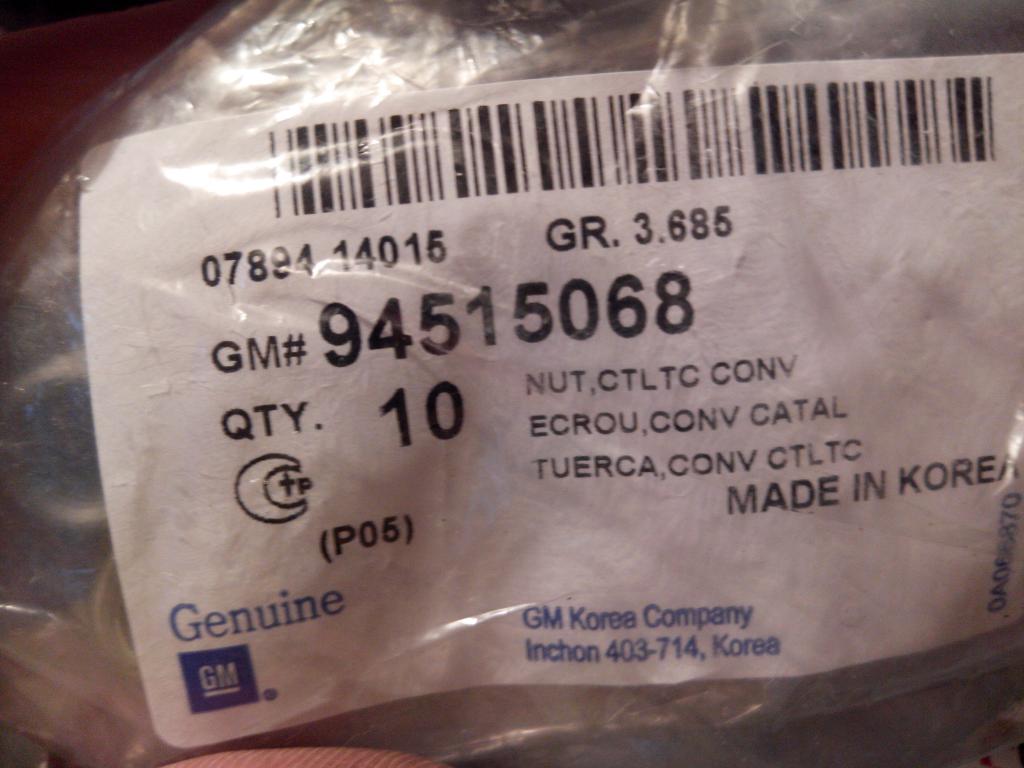 07894 14015 GR. 3.685
GM# 94515068
QTY. 10
NUT,CTLTC CONV
ECROU,CONV CATAL
TUERCA,CONV CTLTC
MADE IN KOREA
(P05)
Genuine
GM
GM Korea Company
Inchon 403-714, Korea